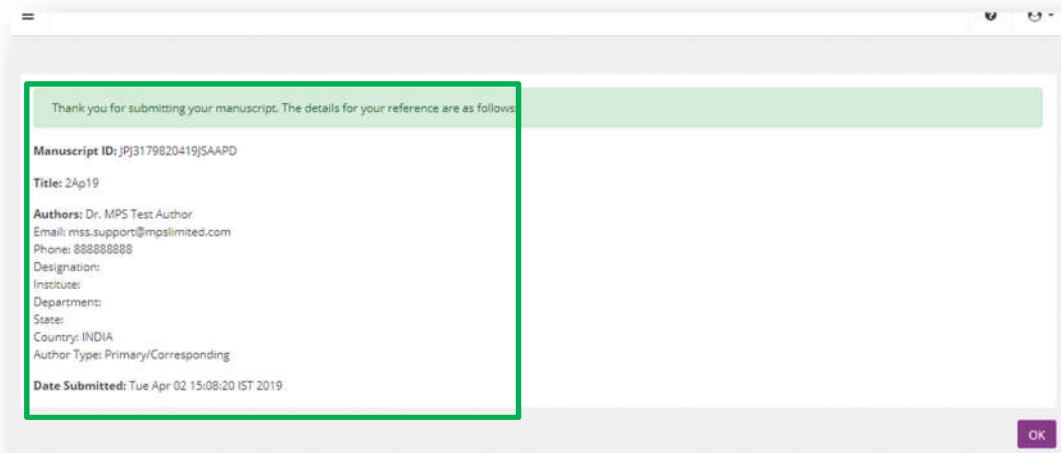 Thank you for submitting your manuscript. The details for your reference are as follows:
Manuscript ID: JPJ3179820419JSAAPD
Title: 2Ap19
Authors: Dr. MPS Test Author
Email: mss.support@mpslimited.com
Phone: 888888888
Designation:
Institute:
Department:
State:
Country: INDIA
Author Type: Primary/Corresponding
Date Submitted: Tue Apr 02 15:08:20 IST 2019
OK